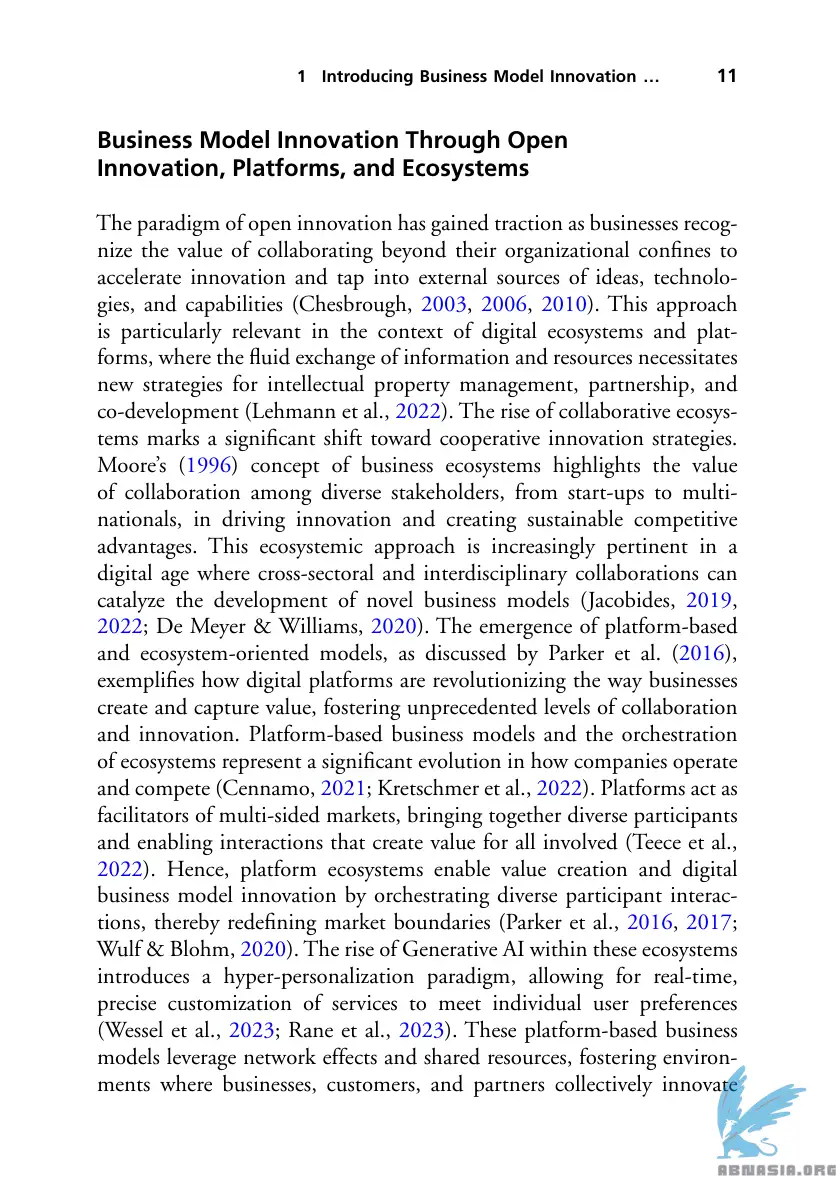 1 Introducing Business Model Innovation … 11
Business Model Innovation Through Open
Innovation, Platforms, and Ecosystems
The paradigm of open innovation has gained traction as businesses recog-
nize the value of collaborating beyond their organizational confines to
accelerate innovation and tap into external sources of ideas, technolo-
gies, and capabilities (Chesbrough, 2003, 2006, 2010). This approach
is particularly relevant in the context of digital ecosystems and plat-
forms, where the fluid exchange of information and resources necessitates
new strategies for intellectual property management, partnership, and
co-development (Lehmann et al., 2022). The rise of collaborative ecosys-
tems marks a significant shift toward cooperative innovation strategies.
Moore’s (1996) concept of business ecosystems highlights the value
of collaboration among diverse stakeholders, from start-ups to multi-
nationals, in driving innovation and creating sustainable competitive
advantages. This ecosystemic approach is increasingly pertinent in a
digital age where cross-sectoral and interdisciplinary collaborations can
catalyze the development of novel business models (Jacobides, 2019,
2022; De Meyer & Williams, 2020). The emergence of platform-based
and ecosystem-oriented models, as discussed by Parker et al. (2016),
exemplifies how digital platforms are revolutionizing the way businesses
create and capture value, fostering unprecedented levels of collaboration
and innovation. Platform-based business models and the orchestration
of ecosystems represent a significant evolution in how companies operate
and compete (Cennamo, 2021; Kretschmer et al., 2022). Platforms act as
facilitators of multi-sided markets, bringing together diverse participants
and enabling interactions that create value for all involved (Teece et al.,
2022). Hence, platform ecosystems enable value creation and digital
business model innovation by orchestrating diverse participant interac-
tions, thereby redefining market boundaries (Parker et al., 2016, 2017;
Wulf & Blohm, 2020). The rise of Generative AI within these ecosystems
introduces a hyper-personalization paradigm, allowing for real-time,
precise customization of services to meet individual user preferences
(Wessel et al., 2023; Rane et al., 2023). These platform-based business
models leverage network effects and shared resources, fostering environ-
ments where businesses, customers, and partners collectively innovate
ABNASIA.ORG